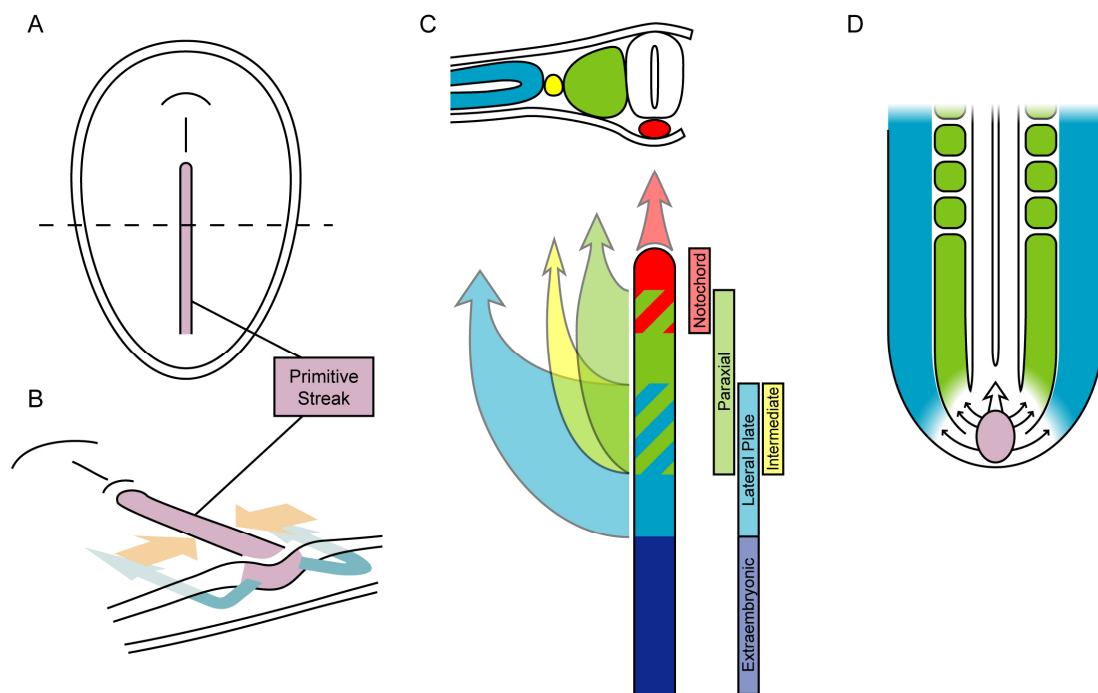 A
C
D
Primitive
Streak
B
Notochord
Paraxial
Lateral Plate
Intermediate
Extraembryonic